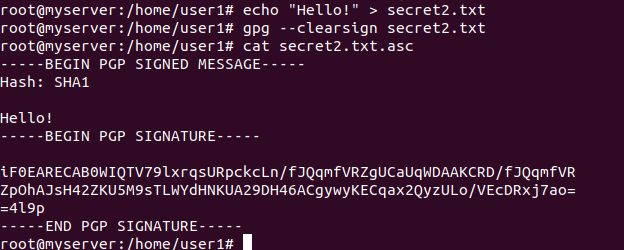 root@myserver:/home/user1# echo "Hello!" > secret2.txt
root@myserver:/home/user1# gpg --clearsign secret2.txt
root@myserver:/home/user1# cat secret2.txt.asc
-----BEGIN PGP SIGNED MESSAGE-----
Hash: SHA1

Hello!
-----BEGIN PGP SIGNATURE-----

iF0EARECAB0WIQTV79lxrqsURpckcLn/fJQqmfVRZgUCaUqWDAAKCRD/fJQqmfVR
ZpOhAJsH42ZKU5M9sTLWYdHNKUA29DH46ACgywyKECqax2QyzULo/VEcDRxj7ao=
=4l9p
-----END PGP SIGNATURE-----
root@myserver:/home/user1#